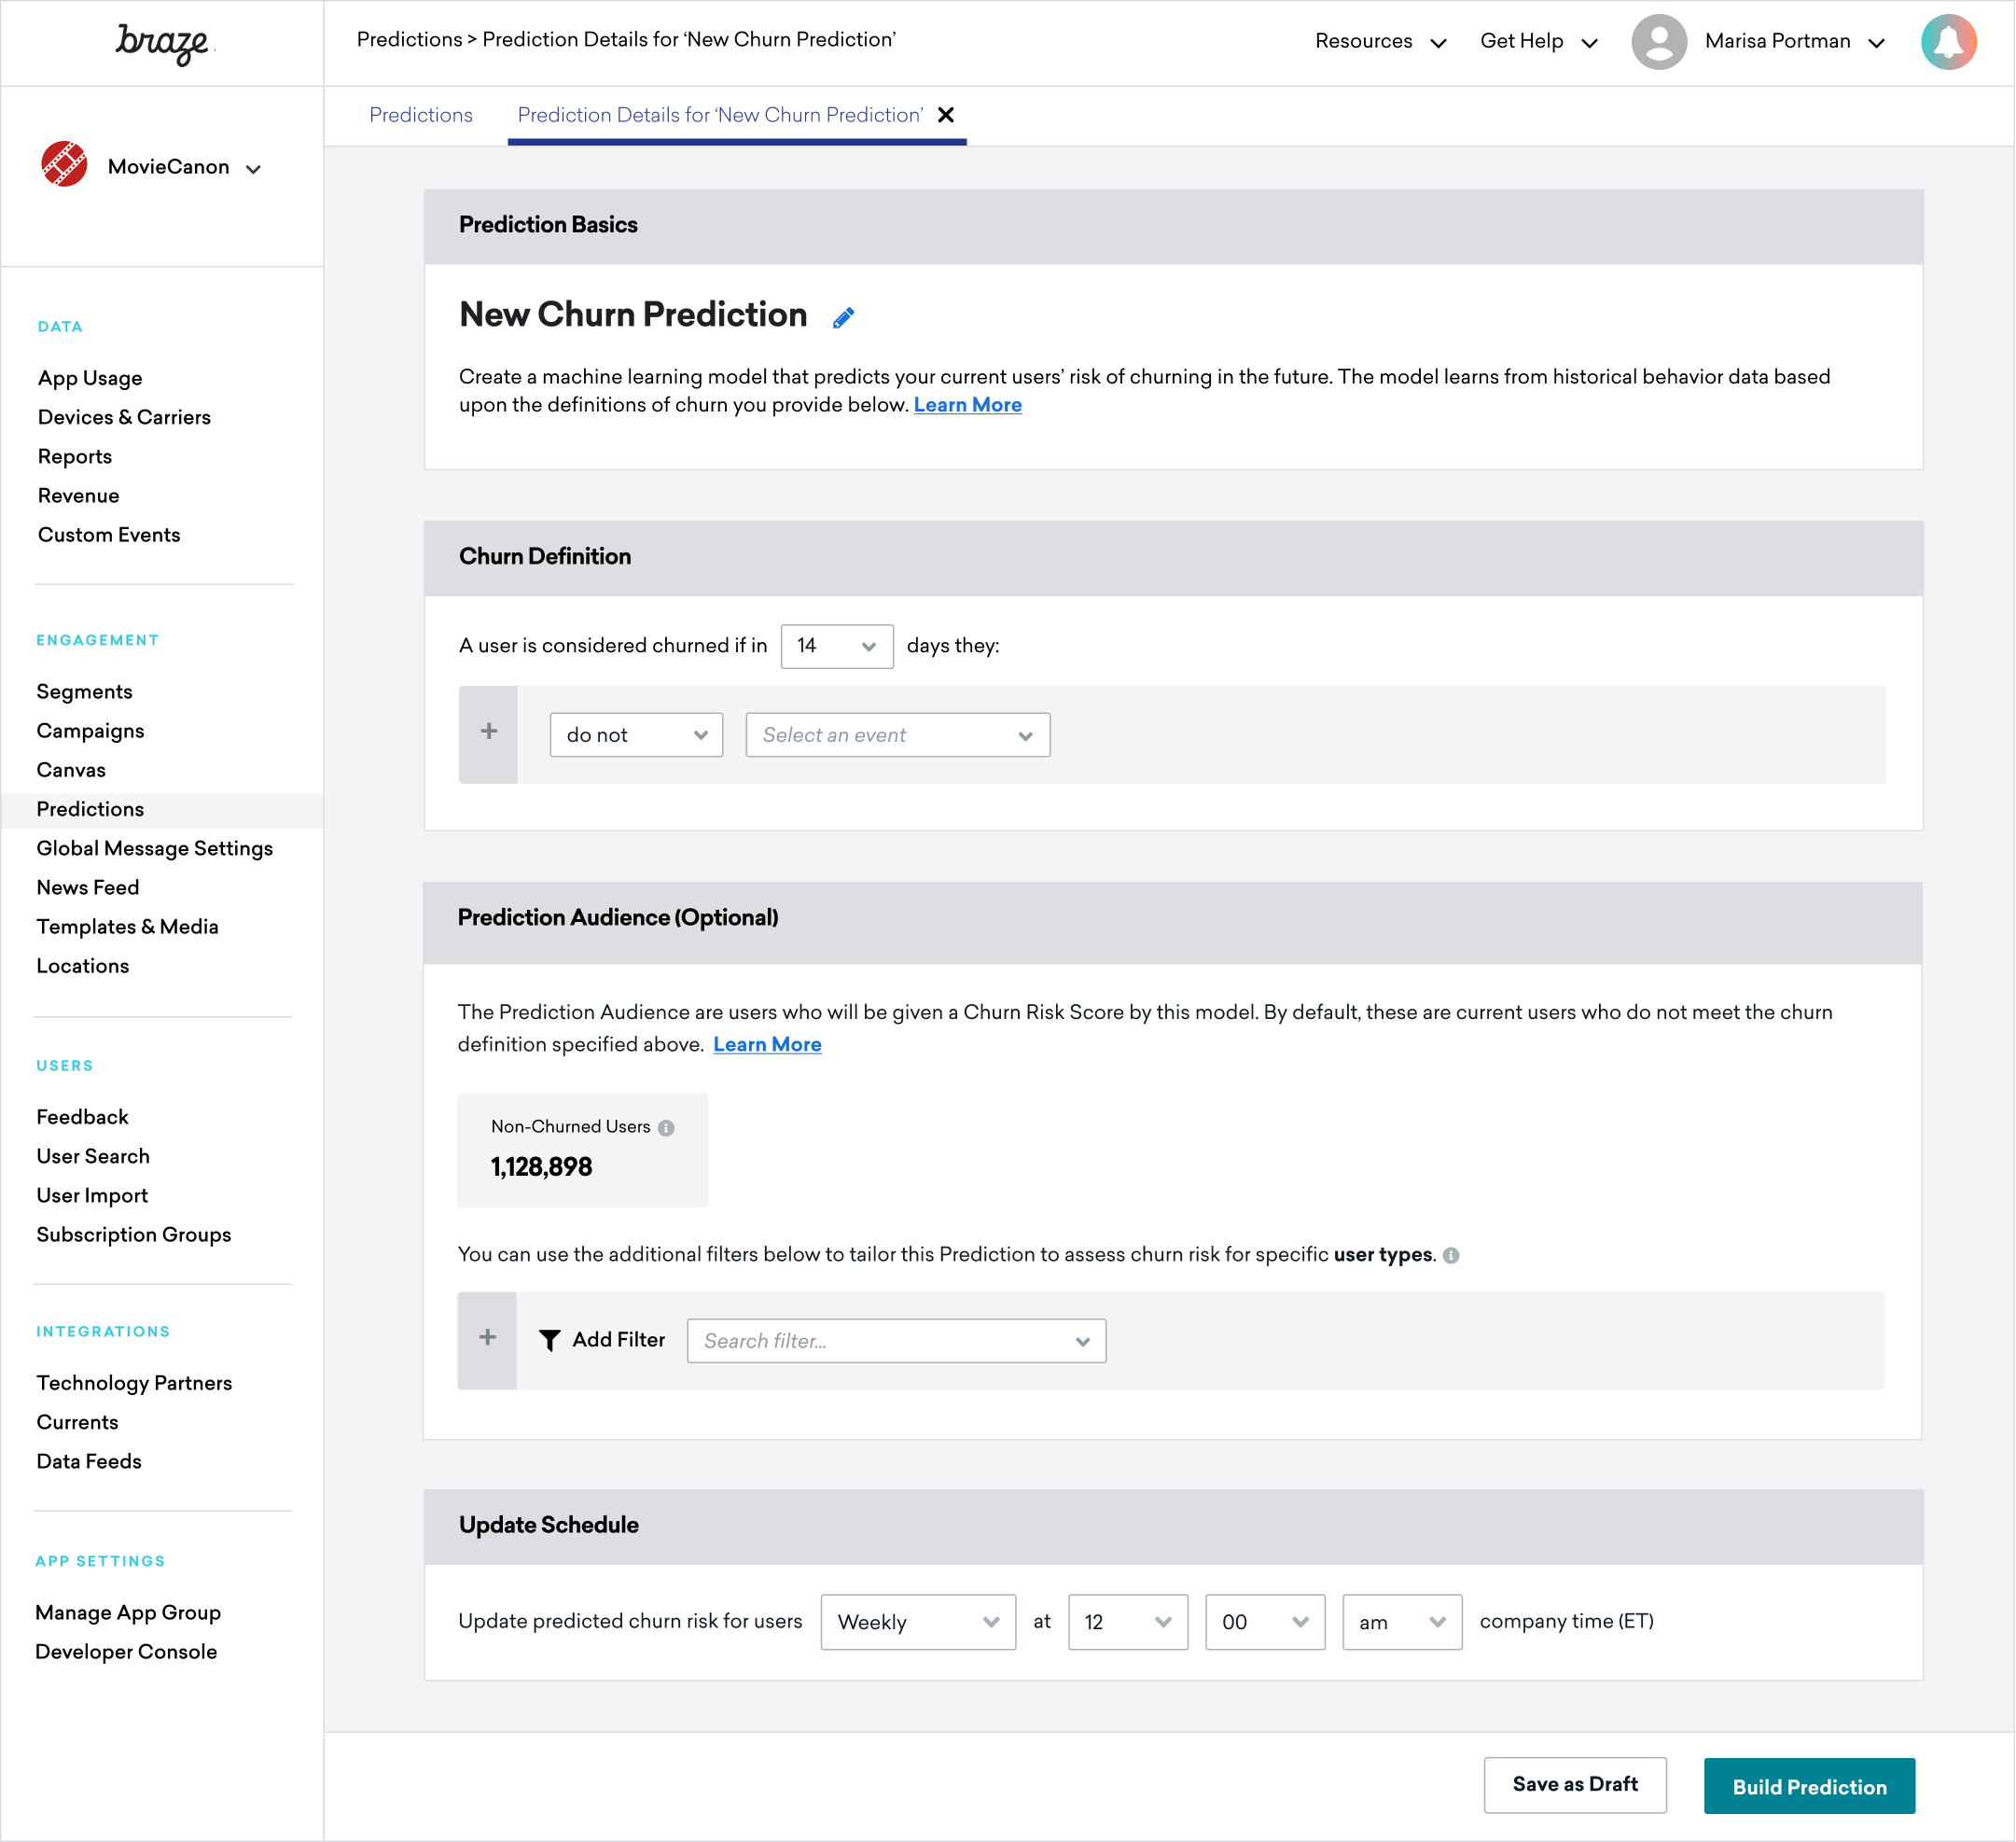 braze
Predictions > Prediction Details for ‘New Churn Prediction’
Resources
Get Help
Marisa Portman
Predictions
Prediction Details for ‘New Churn Prediction’
MovieCanon
DATA
App Usage
Devices & Carriers
Reports
Revenue
Custom Events
ENGAGEMENT
Segments
Campaigns
Canvas
Predictions
Global Message Settings
News Feed
Templates & Media
Locations
USERS
Feedback
User Search
User Import
Subscription Groups
INTEGRATIONS
Technology Partners
Currents
Data Feeds
APP SETTINGS
Manage App Group
Developer Console
Prediction Basics
New Churn Prediction
Create a machine learning model that predicts your current users’ risk of churning in the future. The model learns from historical behavior data based
upon the definitions of churn you provide below. Learn More
Churn Definition
A user is considered churned if in 14 days they:
+ do not Select an event
Prediction Audience (Optional)
The Prediction Audience are users who will be given a Churn Risk Score by this model. By default, these are current users who do not meet the churn
definition specified above. Learn More
Non-Churned Users
1,128,898
You can use the additional filters below to tailor this Prediction to assess churn risk for specific user types.
+ Add Filter Search filter...
Update Schedule
Update predicted churn risk for users Weekly at 12 00 am company time (ET)
Save as Draft
Build Prediction